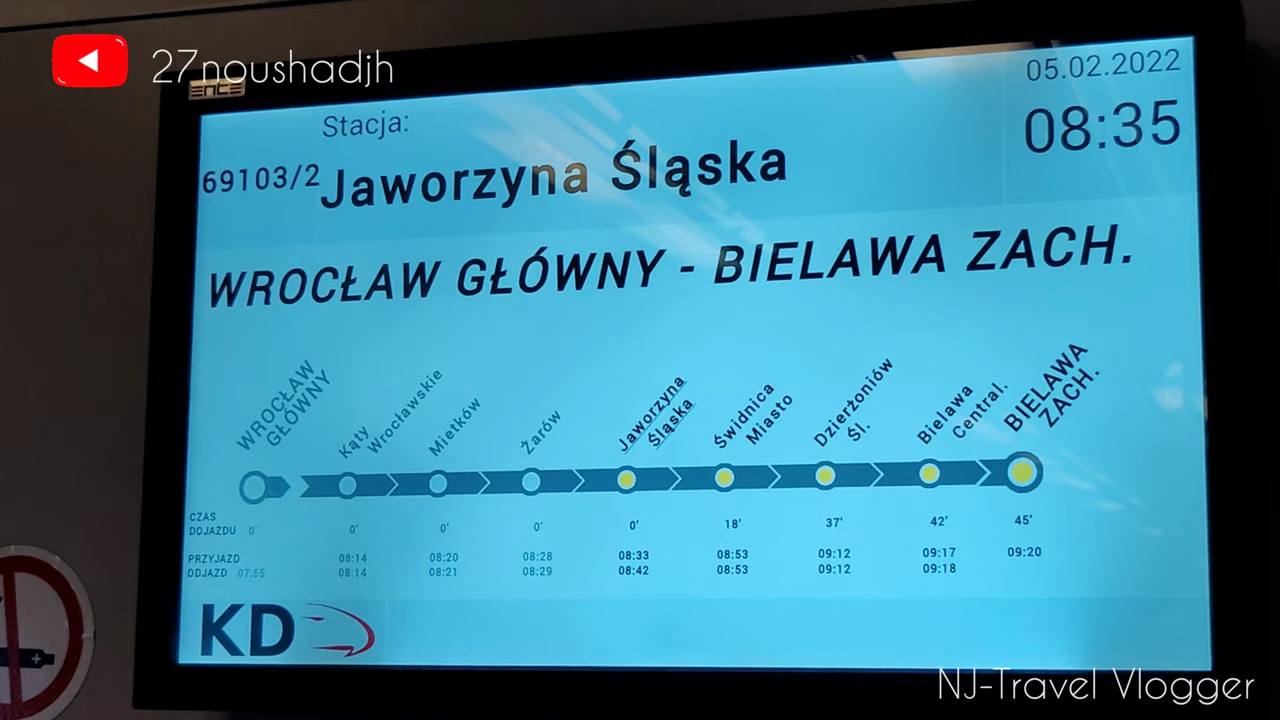 27noushadjh
ente
05.02.2022
08:35
Stacja:
69103/2 Jaworzyna Śląska
WROCŁAW GŁÓWNY - BIELAWA ZACH.
WROCŁAW
GŁÓWNY
Kąty
Wrocławskie
Mietków
Żarów
Jaworzyna
Śląska
Świdnica
Miasto
Dzierżoniów
Śl.
Bielawa
Central.
BIELAWA
ZACH.
CZAS
DOJAZDU 0' 0' 0' 0' 0' 18' 37' 42' 45'
PRZYJAZD 08:14 08:20 08:28 08:33 08:53 09:12 09:17 09:20
ODJAZD 07:55 08:14 08:21 08:29 08:42 08:53 09:12 09:18
KD
NJ-Travel Vlogger